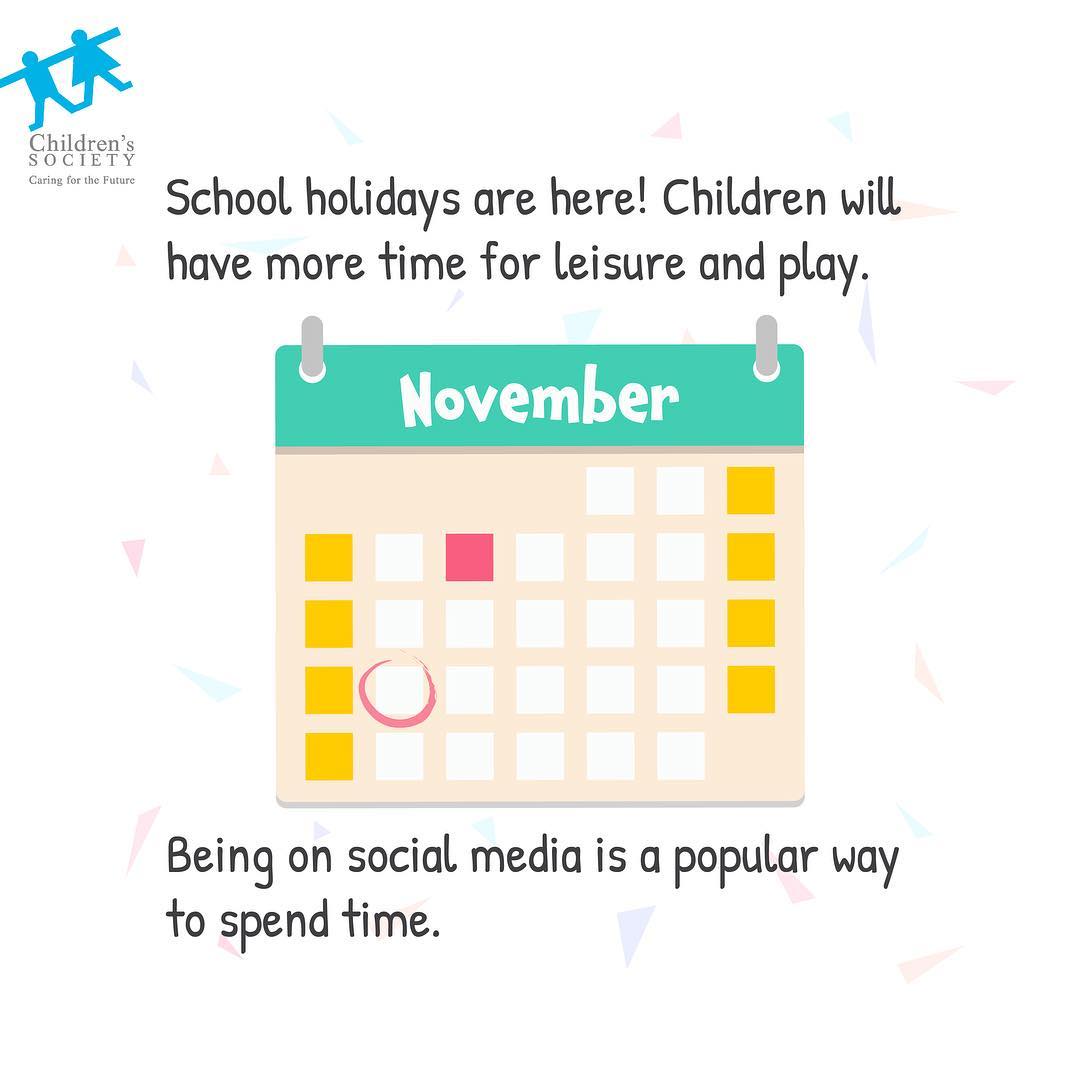 Children's
SOCIETY
Caring for the Future
School holidays are here! Children will
have more time for leisure and play.
November
Being on social media is a popular way
to spend time.